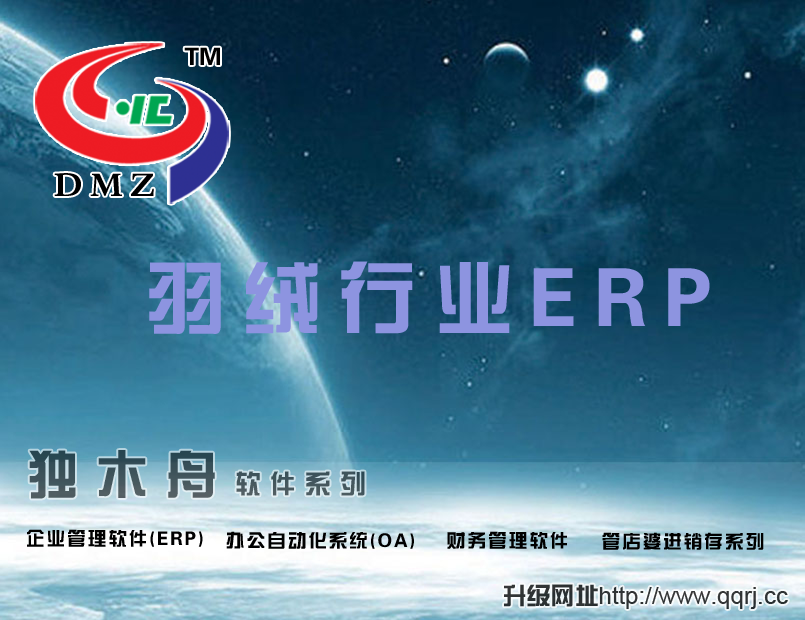 TM
·化
DMZ
羽绒行业ERP
独木舟 软件系列
企业管理软件(ERP) 办公自动化系统(OA) 财务管理软件 管店婆进销存系列
升级网址http://www.qqrj.cc